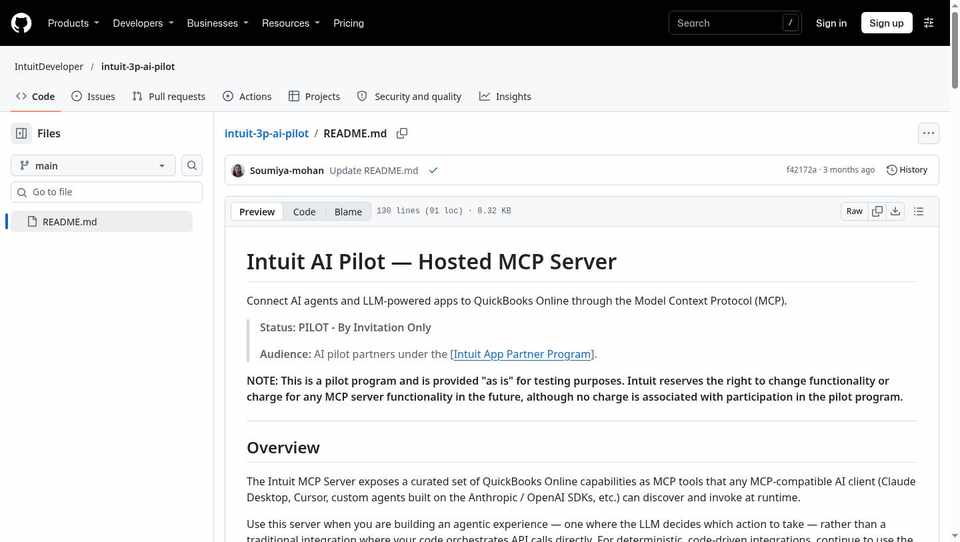 Products Developers Businesses Resources Pricing Search / Sign in Sign up
IntuitDeveloper / intuit-3p-ai-pilot
Code Issues Pull requests Actions Projects Security and quality Insights
Files
main
Go to file
README.md
intuit-3p-ai-pilot / README.md
Soumiya-mohan Update README.md f42172a · 3 months ago History
Preview Code Blame 130 lines (91 loc) · 8.32 KB Raw
Intuit AI Pilot — Hosted MCP Server
Connect AI agents and LLM-powered apps to QuickBooks Online through the Model Context Protocol (MCP).
Status: PILOT - By Invitation Only
Audience: AI pilot partners under the [Intuit App Partner Program].
NOTE: This is a pilot program and is provided "as is" for testing purposes. Intuit reserves the right to change functionality or
charge for any MCP server functionality in the future, although no charge is associated with participation in the pilot program.
Overview
The Intuit MCP Server exposes a curated set of QuickBooks Online capabilities as MCP tools that any MCP-compatible AI client (Claude
Desktop, Cursor, custom agents built on the Anthropic / OpenAI SDKs, etc.) can discover and invoke at runtime.
Use this server when you are building an agentic experience — one where the LLM decides which action to take — rather than a
traditional integration where your code orchestrates API calls directly. For deterministic, code-driven integrations, continue to use the